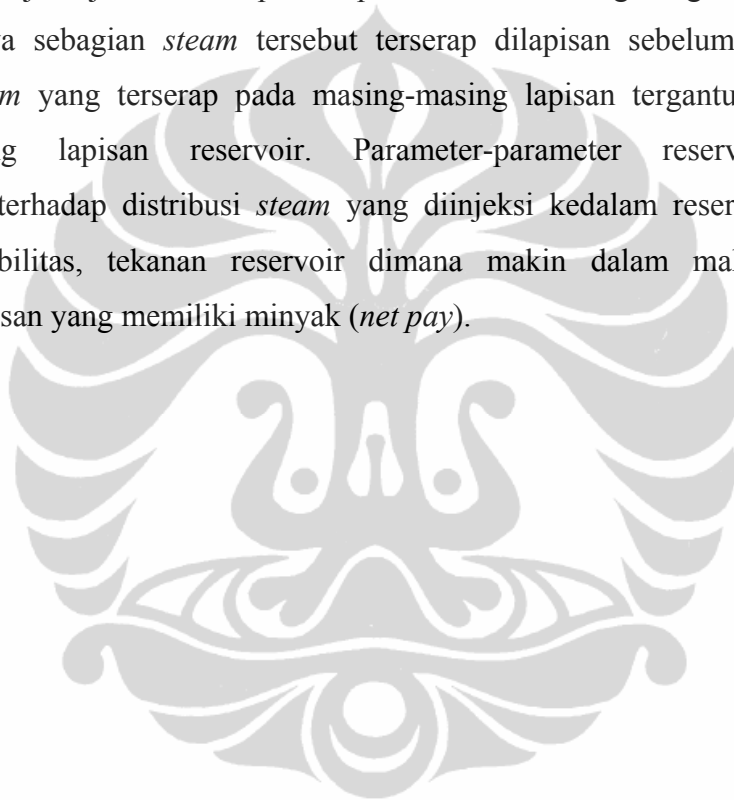 va sebagian steam tersebut terserap dilapisan sebelum
m yang terserap pada masing-masing lapisan tergantu
g lapisan reservoir. Parameter-parameter reserv
terhadap distribusi steam yang diinjeksi kedalam reser
bilitas, tekanan reservoir dimana makin dalam mal
san yang memiliki minyak (net pay).